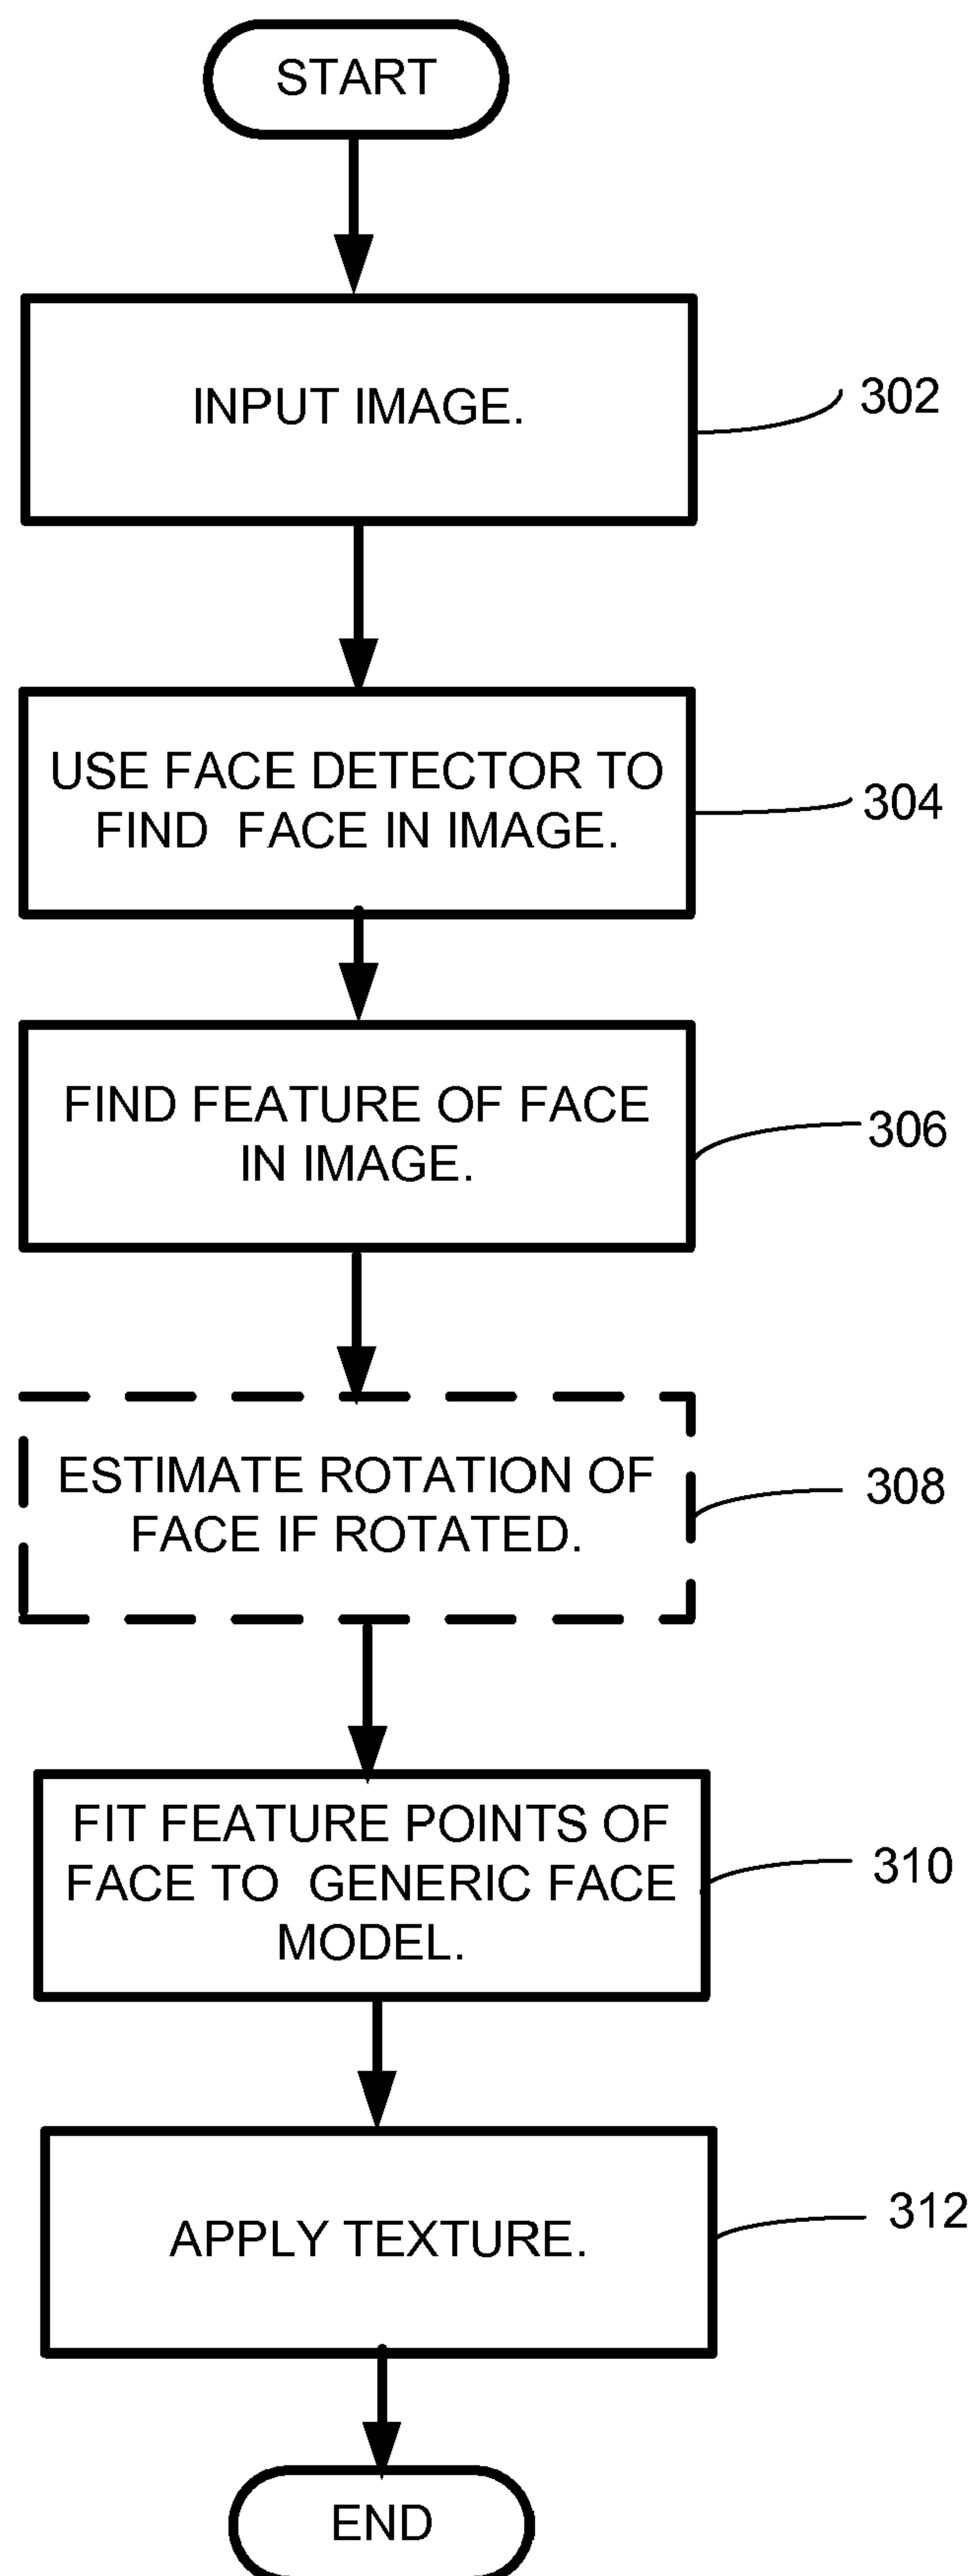 START
INPUT IMAGE.
302
USE FACE DETECTOR TO
FIND FACE IN IMAGE.
304
FIND FEATURE OF FACE
IN IMAGE.
306
ESTIMATE ROTATION OF
FACE IF ROTATED.
308
FIT FEATURE POINTS OF
FACE TO GENERIC FACE
MODEL.
310
APPLY TEXTURE.
312
END